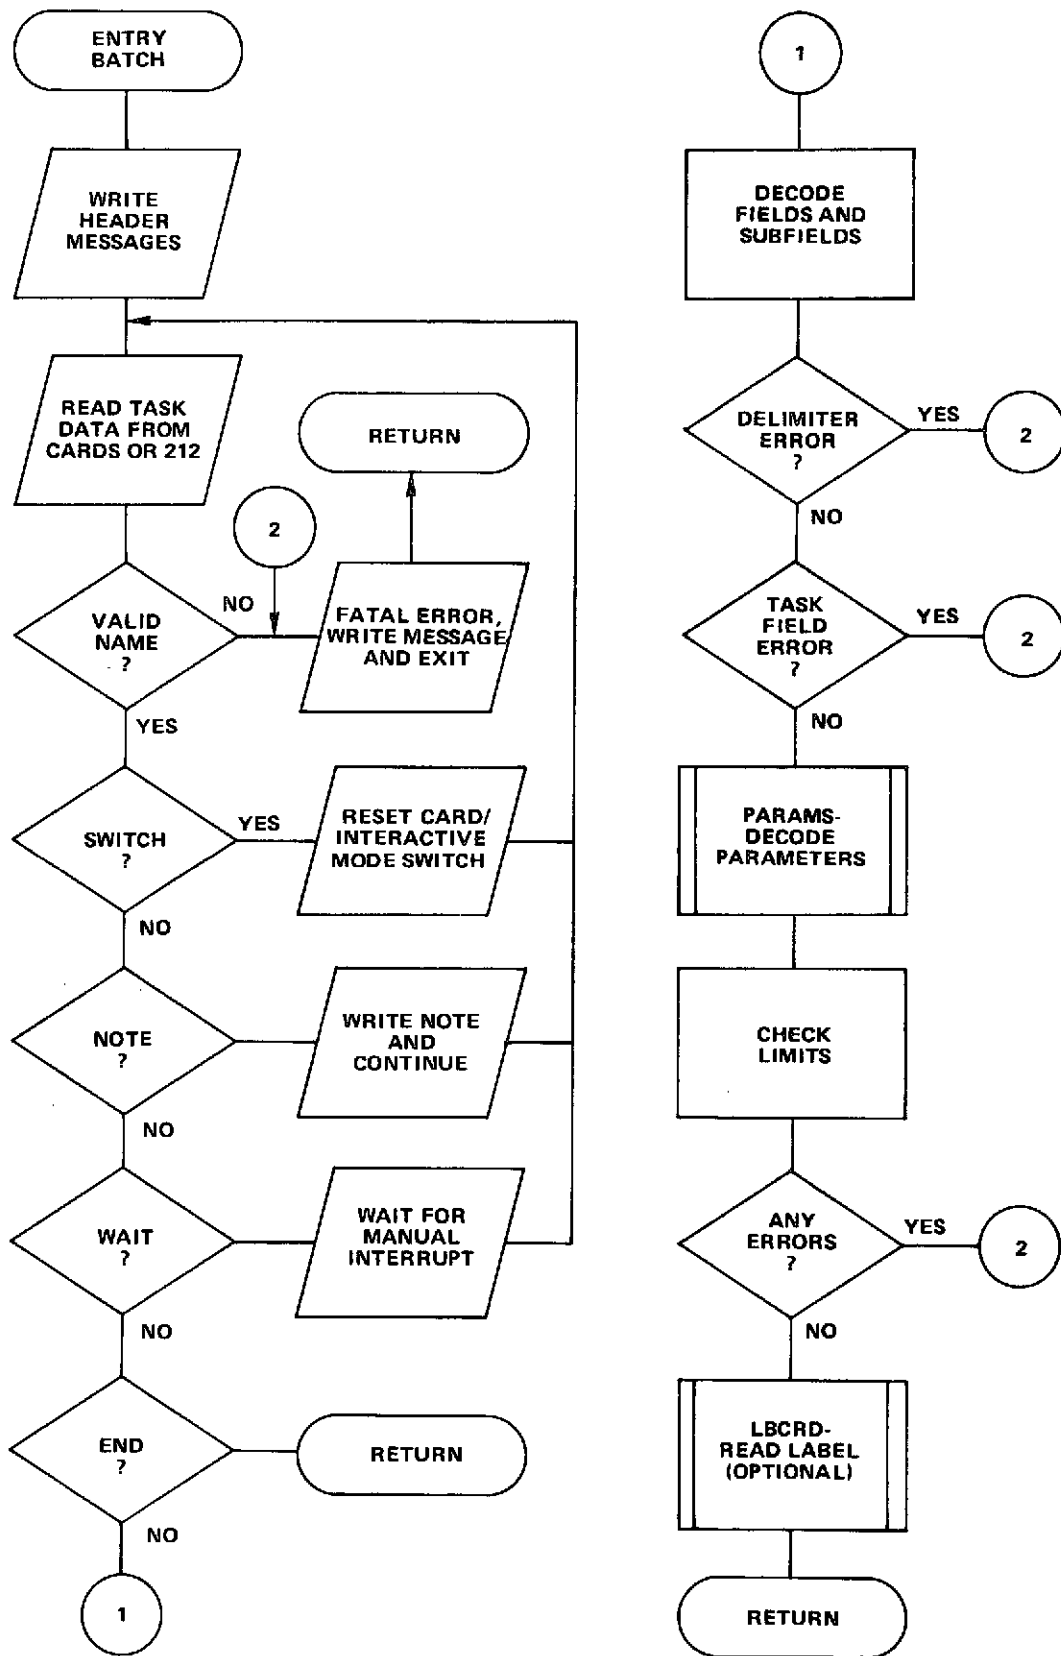 ENTRY
BATCH
WRITE
HEADER
MESSAGES
READ TASK
DATA FROM
CARDS OR 212
RETURN
2
VALID
NAME
?
NO
FATAL ERROR,
WRITE MESSAGE
AND EXIT
YES
SWITCH
?
YES
RESET CARD/
INTERACTIVE
MODE SWITCH
NO
NOTE
?
WRITE NOTE
AND
CONTINUE
NO
WAIT
?
WAIT FOR
MANUAL
INTERRUPT
NO
END
?
RETURN
NO
1
1
DECODE
FIELDS AND
SUBFIELDS
DELIMITER
ERROR
?
YES
2
NO
TASK
FIELD
ERROR
?
YES
2
NO
PARAMS-
DECODE
PARAMETERS
CHECK
LIMITS
ANY
ERRORS
?
YES
2
NO
LBCRD-
READ LABEL
(OPTIONAL)
RETURN